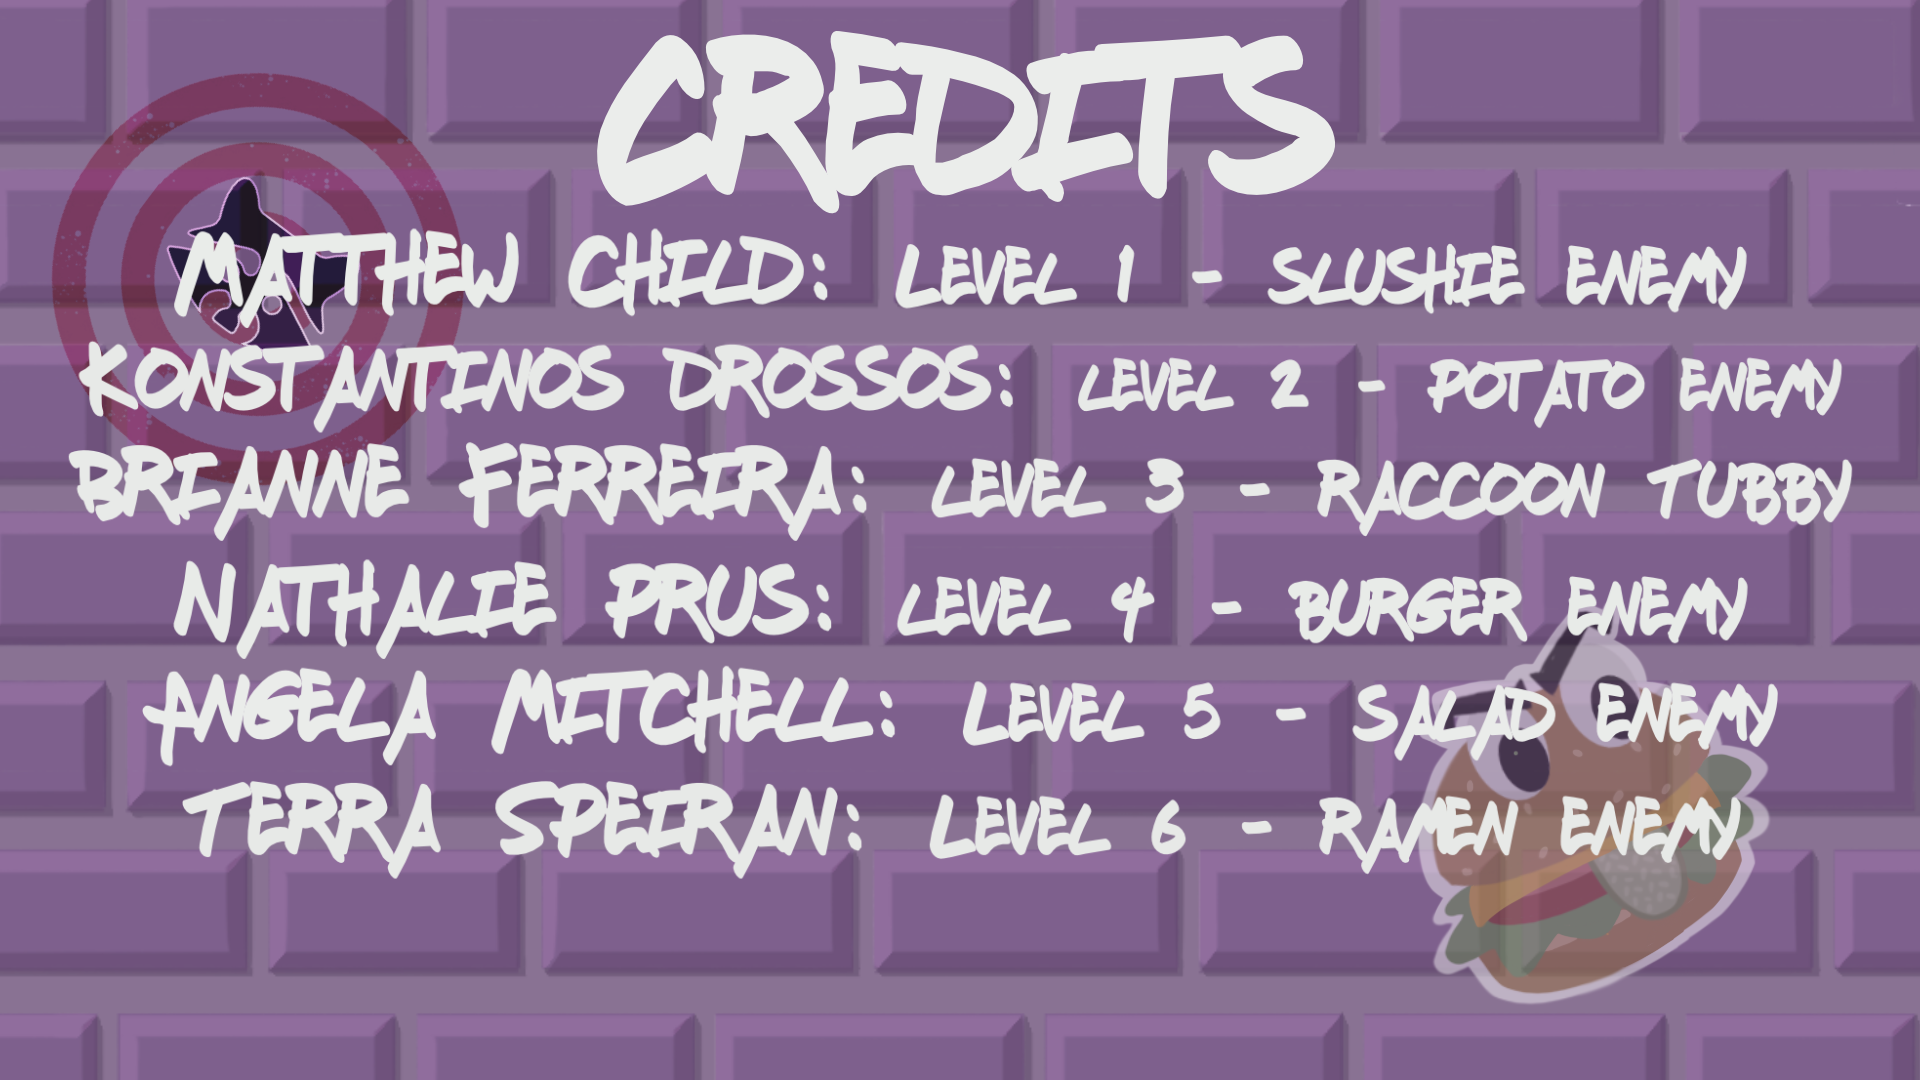 CREDITS
MATTHEW CHILD: LEVEL 1 - SLUSHIE ENEMY
KONSTANTINOS DROSSOS: LEVEL 2 - POTATO ENEMY
BRIANNE FERREIRA: LEVEL 3 - RACCOON TUBBY
NATHALIE PRUS: LEVEL 4 - BURGER ENEMY
ANGELA MITCHELL: LEVEL 5 - SALAD ENEMY
TERRA SPEIRAN: LEVEL 6 - RAMEN ENEMY